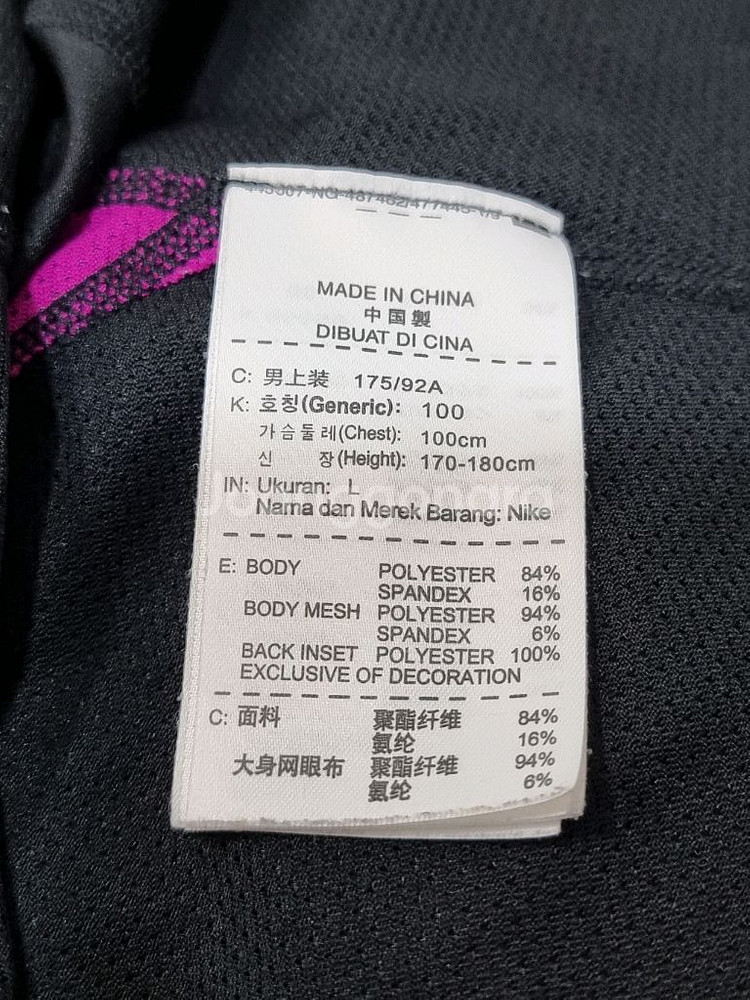 MADE IN CHINA
中国製
DIBUAT DI CINA
C: 男上装 175/92A
K: 호칭(Generic): 100
가슴둘레(Chest): 100cm
신 장(Height): 170-180cm
IN: Ukuran: L
Nama dan Merek Barang: Nike
E: BODY POLYESTER 84%
SPANDEX 16%
BODY MESH POLYESTER 94%
SPANDEX 6%
BACK INSET POLYESTER 100%
EXCLUSIVE OF DECORATION
C: 面料 聚酯纤维 84%
氨纶 16%
大身网眼布 聚酯纤维 94%
氨纶 6%